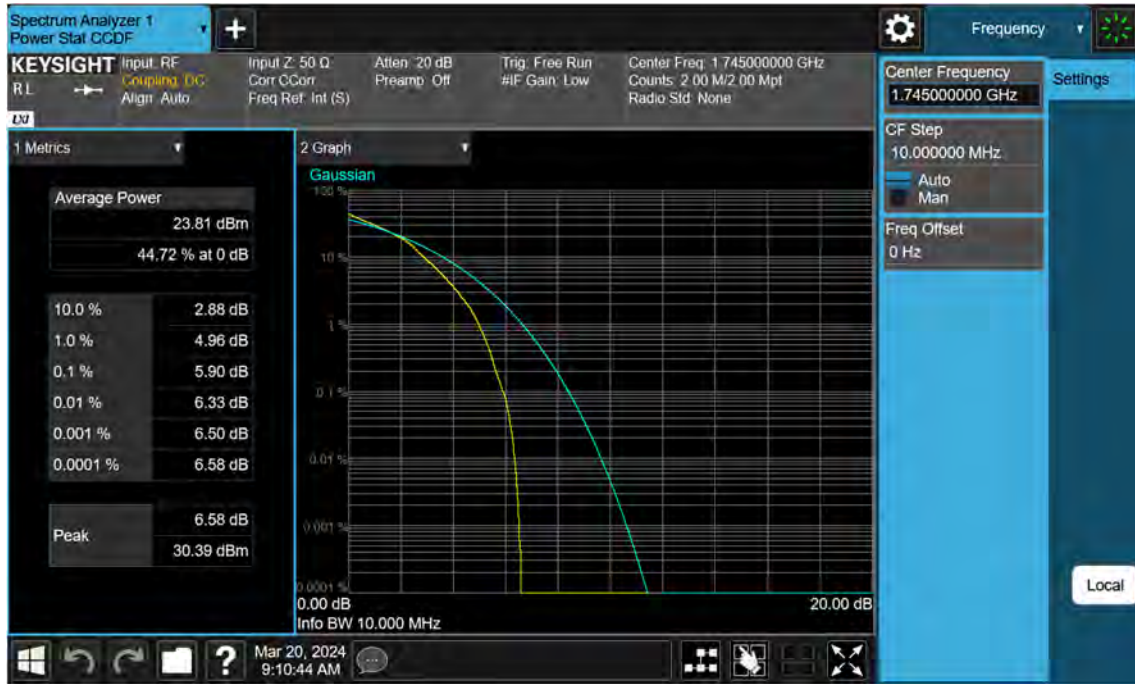 Spectrum Analyzer 1
Power Stat CCDF
+
Frequency
KEYSIGHT
RL
LXI
Input: RF
Coupling: DC
Align: Auto
Input Z: 50 Ω
Corr CCorr
Freq Ref: Int (S)
Atten: 20 dB
Preamp: Off
Trig: Free Run
#IF Gain: Low
Center Freq: 1.745000000 GHz
Counts: 2.00 M/2.00 Mpt
Radio Std: None
Center Frequency
1.745000000 GHz
Settings
CF Step
10.000000 MHz
Auto
Man
Freq Offset
0 Hz
1 Metrics
Average Power
23.81 dBm
44.72 % at 0 dB
10.0 % 2.88 dB
1.0 % 4.96 dB
0.1 % 5.90 dB
0.01 % 6.33 dB
0.001 % 6.50 dB
0.0001 % 6.58 dB
Peak
6.58 dB
30.39 dBm
2 Graph
Gaussian
100 %
10 %
1 %
0.1 %
0.01 %
0.001 %
0.0001 %
0.00 dB
20.00 dB
Info BW 10.000 MHz
Local
?
Mar 20, 2024
9:10:44 AM